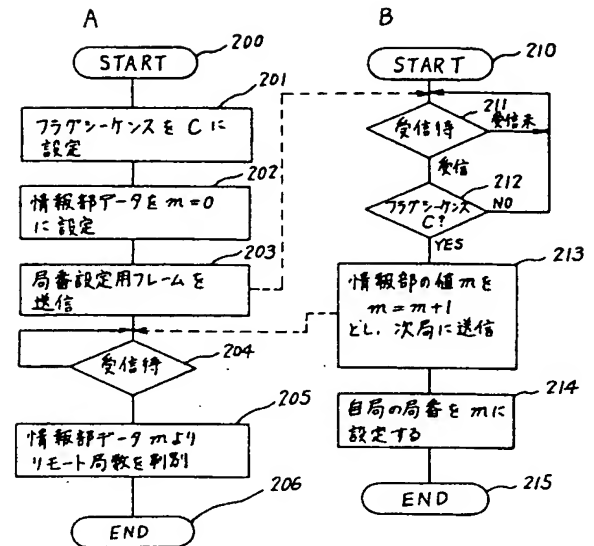 A
START
200
201
フラグシーケンスを C に
設定
202
情報部データを m=0
に設定
203
局番設定用フレームを
送信
受信待
204
205
情報部データ m より
リモート局数を判別
206
END
B
210
START
211
受信待
受信未
受信
212
フラグシーケンス
C?
NO
YES
213
情報部の値 m を
m=m+1
とし、次局に送信
214
自局の局番を m に
設定する
END
215